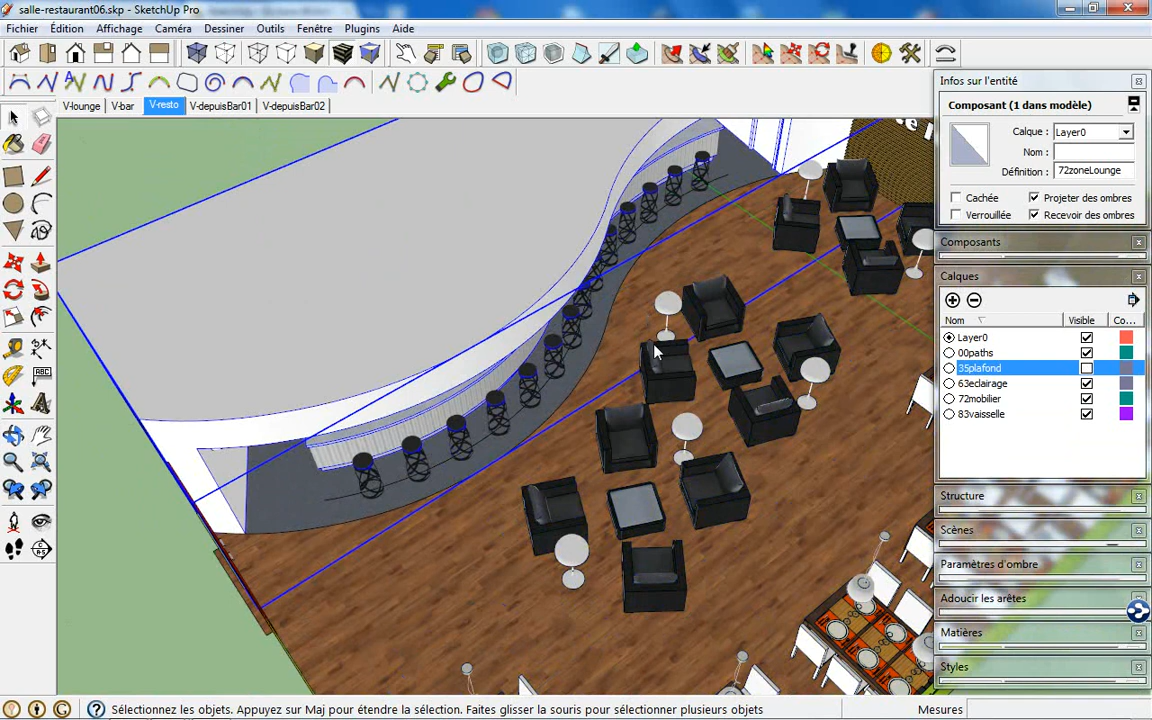 salle-restaurant06.skp - SketchUp Pro
Fichier Édition Affichage Caméra Dessiner Outils Fenêtre Plugins Aide
V-lounge V-bar V-resto V-depuisBar01 V-depuisBar02
Infos sur l'entité
Composant (1 dans modèle)
Calque : Layer0
Nom :
Définition : 72zoneLounge
Cachée Projeter des ombres
Verrouillée Recevoir des ombres
Composants
Calques
Nom Visible Co...
Layer0
00paths
35plafond
63eclairage
72mobilier
83vaisselle
Structure
Scènes
Paramètres d'ombre
Adoucir les arêtes
Matières
Styles
Sélectionnez les objets. Appuyez sur Maj pour étendre la sélection. Faites glisser la souris pour sélectionner plusieurs objets
Mesures